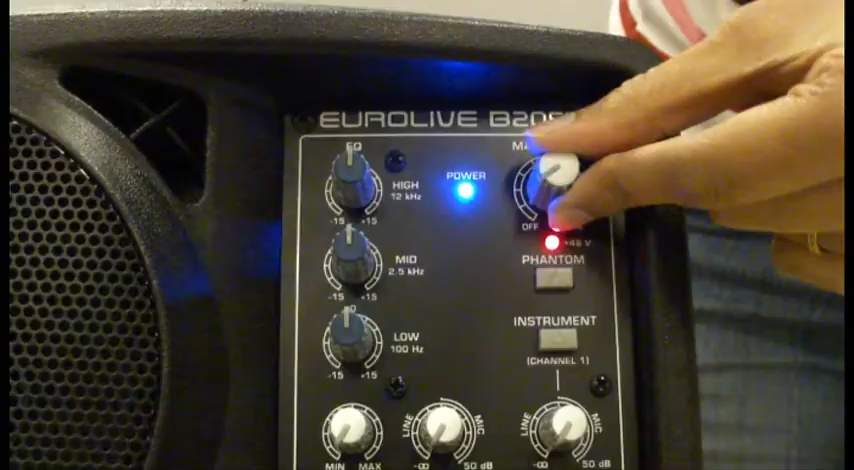 EUROLIVE
EQ
POWER
HIGH
12 kHz
-15 +15
OFF
+48 V
MID
2.5 kHz
PHANTOM
-15 +15
0
INSTRUMENT
LOW
100 Hz
(CHANNEL 1)
-15 +15
LINE MIC
LINE MIC
MIN MAX
-∞ 50 dB
-∞ 50 dB